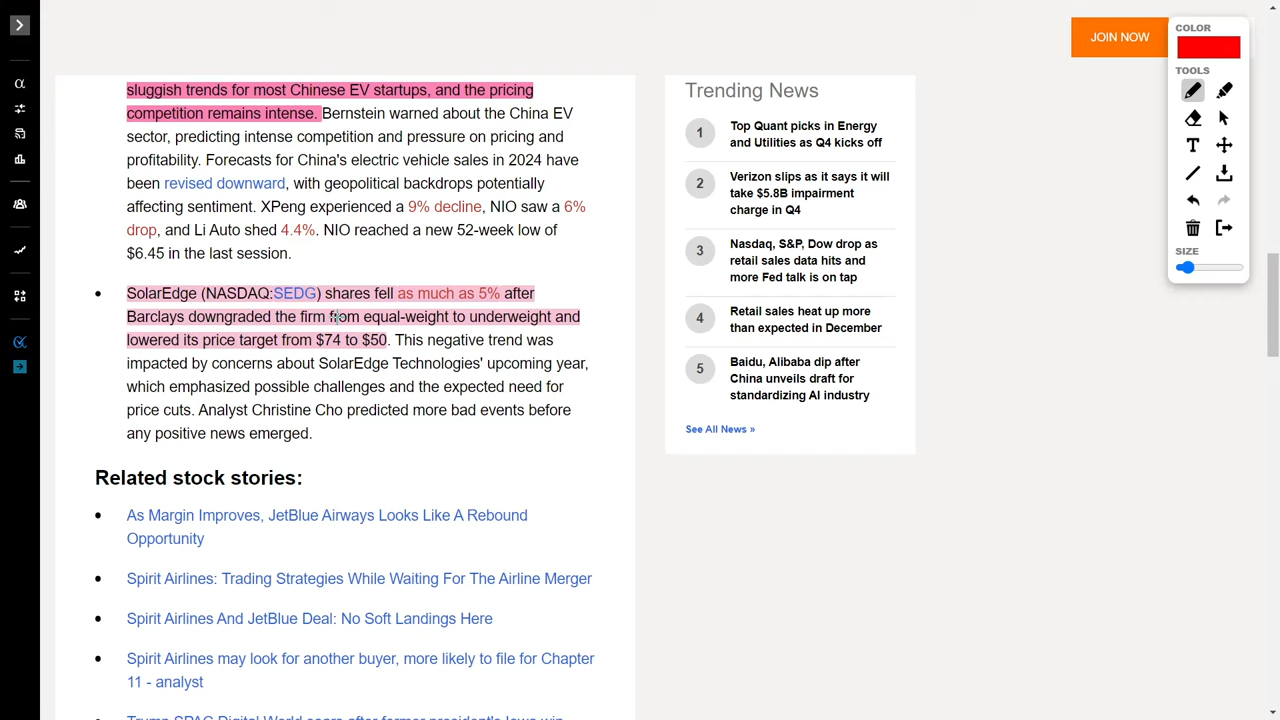 JOIN NOW
COLOR
TOOLS
T
SIZE
α
sluggish trends for most Chinese EV startups, and the pricing
competition remains intense. Bernstein warned about the China EV
sector, predicting intense competition and pressure on pricing and
profitability. Forecasts for China's electric vehicle sales in 2024 have
been revised downward, with geopolitical backdrops potentially
affecting sentiment. XPeng experienced a 9% decline, NIO saw a 6%
drop, and Li Auto shed 4.4%. NIO reached a new 52-week low of
$6.45 in the last session.
SolarEdge (NASDAQ:SEDG) shares fell as much as 5% after
Barclays downgraded the firm from equal-weight to underweight and
lowered its price target from $74 to $50. This negative trend was
impacted by concerns about SolarEdge Technologies' upcoming year,
which emphasized possible challenges and the expected need for
price cuts. Analyst Christine Cho predicted more bad events before
any positive news emerged.
Related stock stories:
As Margin Improves, JetBlue Airways Looks Like A Rebound
Opportunity
Spirit Airlines: Trading Strategies While Waiting For The Airline Merger
Spirit Airlines And JetBlue Deal: No Soft Landings Here
Spirit Airlines may look for another buyer, more likely to file for Chapter
11 - analyst
Trump SPAC Digital World soars after former president's Iowa win
Trending News
1
Top Quant picks in Energy
and Utilities as Q4 kicks off
2
Verizon slips as it says it will
take $5.8B impairment
charge in Q4
3
Nasdaq, S&P, Dow drop as
retail sales data hits and
more Fed talk is on tap
4
Retail sales heat up more
than expected in December
5
Baidu, Alibaba dip after
China unveils draft for
standardizing AI industry
See All News »